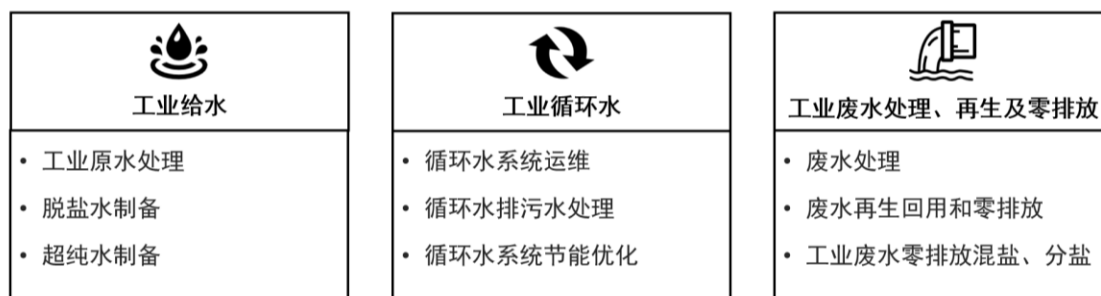 工业给水
• 工业原水处理
• 脱盐水制备
• 超纯水制备
工业循环水
• 循环水系统运维
• 循环水排污水处理
• 循环水系统节能优化
工业废水处理、再生及零排放
• 废水处理
• 废水再生回用和零排放
• 工业废水零排放混盐、分盐